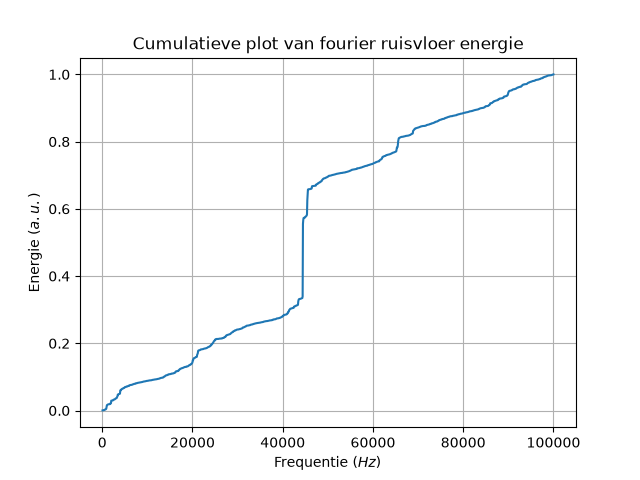 Cumulatieve plot van fourier ruisvloer energie
1.0
0.8
0.6
0.4
0.2
0.0
Energie (a. u. )
0 20000 40000 60000 80000 100000
Frequentie (Hz)